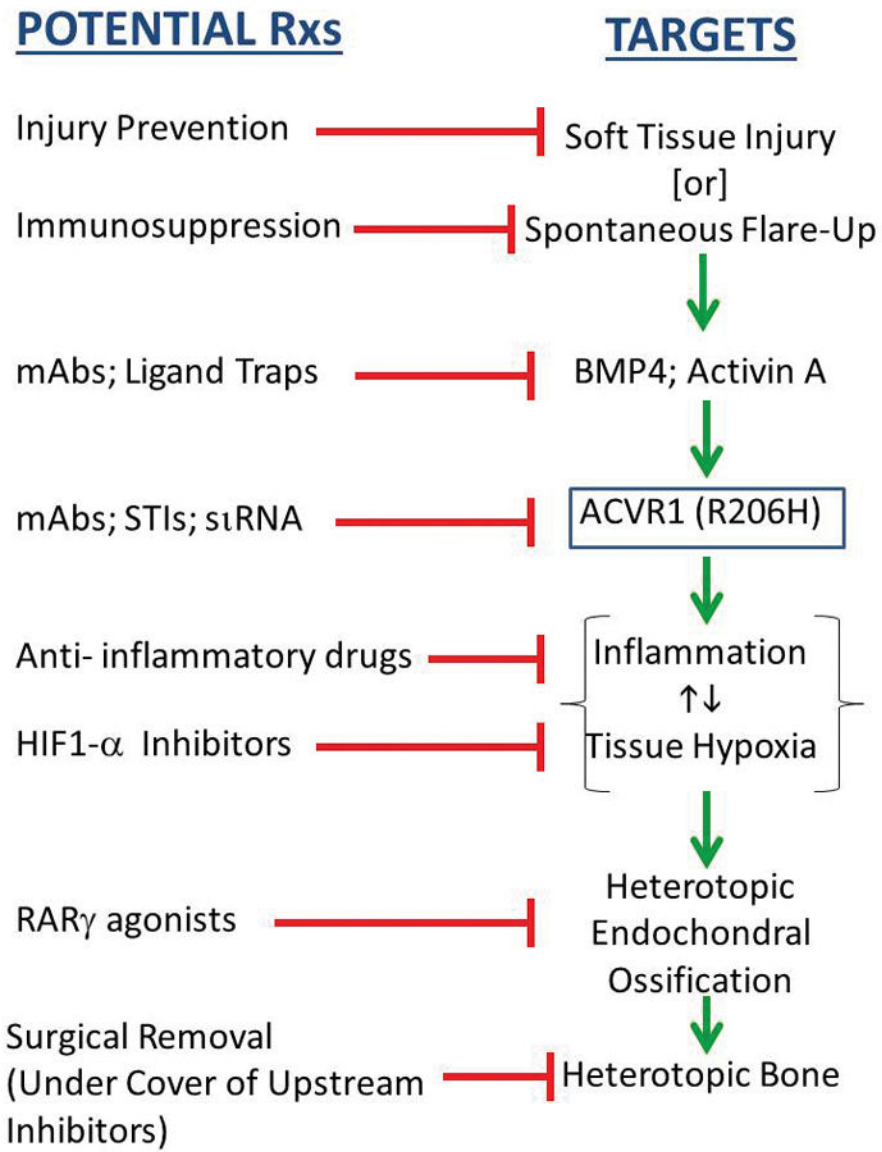 POTENTIAL Rxs
TARGETS
Injury Prevention
Soft Tissue Injury
[or]
Immunosuppression
Spontaneous Flare-Up
mAbs; Ligand Traps
BMP4; Activin A
mAbs; STIs; sιRNA
ACVR1 (R206H)
Anti- inflammatory drugs
Inflammation
↑↓
HIF1-α Inhibitors
Tissue Hypoxia
RARγ agonists
Heterotopic
Endochondral
Ossification
Surgical Removal
(Under Cover of Upstream
Inhibitors)
Heterotopic Bone